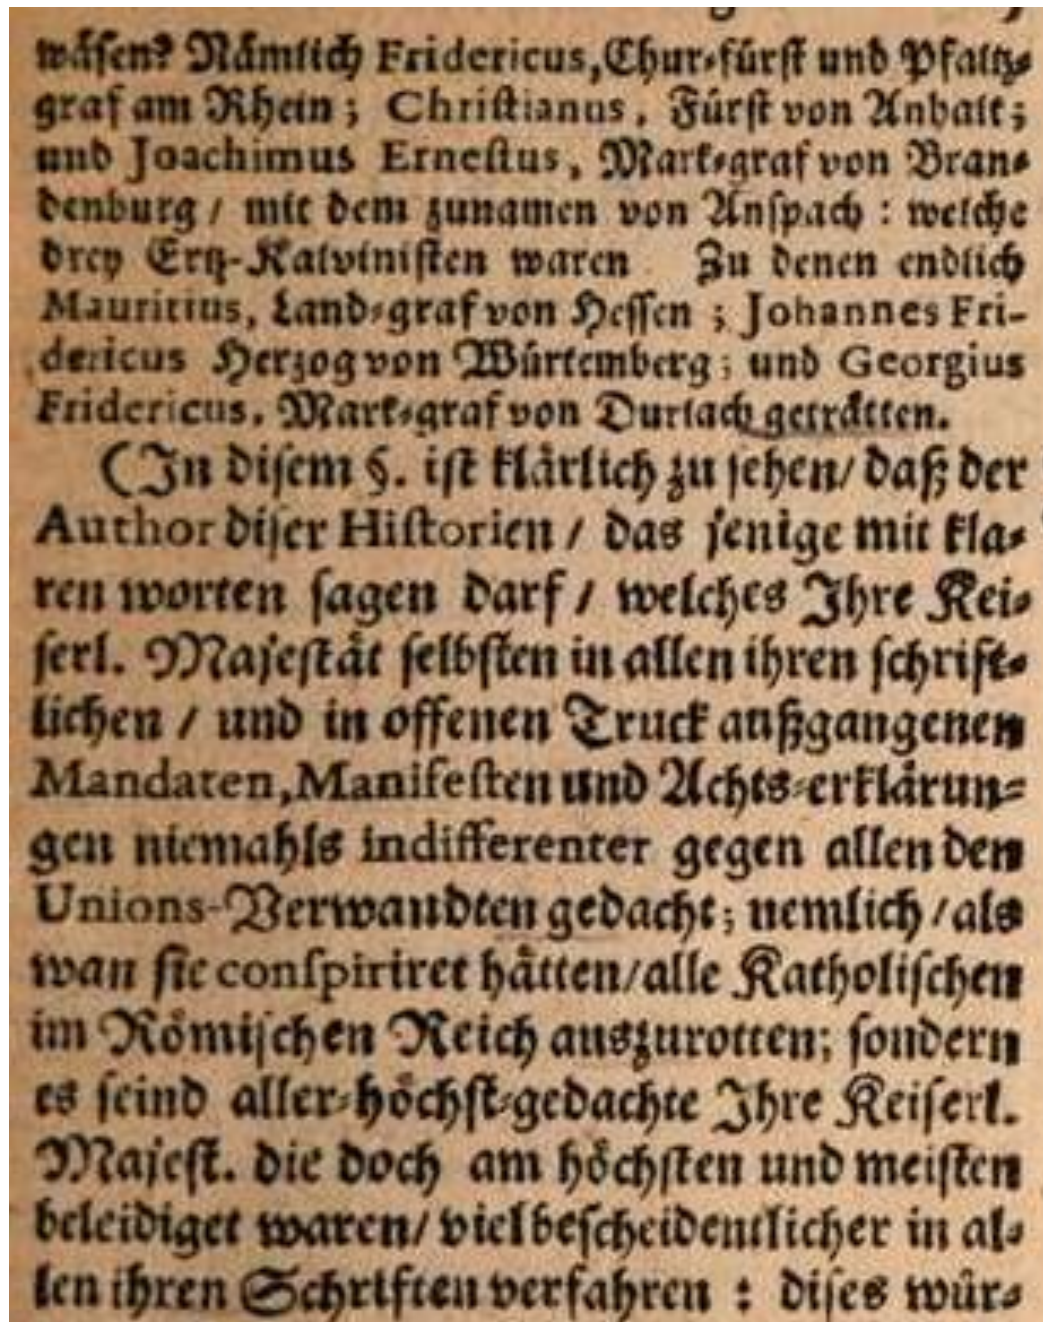 wäsen? Nämlich Fridericus, Chur-fürst und Pfaltz-
graf am Rhein; Christianus, Fürst von Anhalt;
und Joachimus Ernestus, Mark-graf von Bran-
denburg / mit dem zunamen von Anspach: welche
drey Ertz-Kalvinisten waren Zu denen endlich
Mauritius, Land-graf von Hessen; Johannes Fri-
dericus Herzog von Würtemberg; und Georgius
Fridericus, Mark-graf von Durlach geträtten.
(In disem §. ist klärlich zu sehen / daß der
Author diser Historien / das jenige mit kla-
ren worten sagen darf / welches Ihre Kei-
serl. Majestät selbsten in allen ihren schrift-
lichen / und in offenen Truck außgangenen
Mandaten, Manifesten und Achts-erklärun-
gen niemahls indifferenter gegen allen den
Unions-Verwandten gedacht; nemlich / als
wan sie conspiriret hätten / alle Katholischen
im Römischen Reich auszurotten; sondern
es seind aller-höchst-gedachte Ihre Keiserl.
Majest. die doch am höchsten und meisten
beleidiget waren / viel bescheidentlicher in al-
len ihren Schriften verfahren: dises wür-